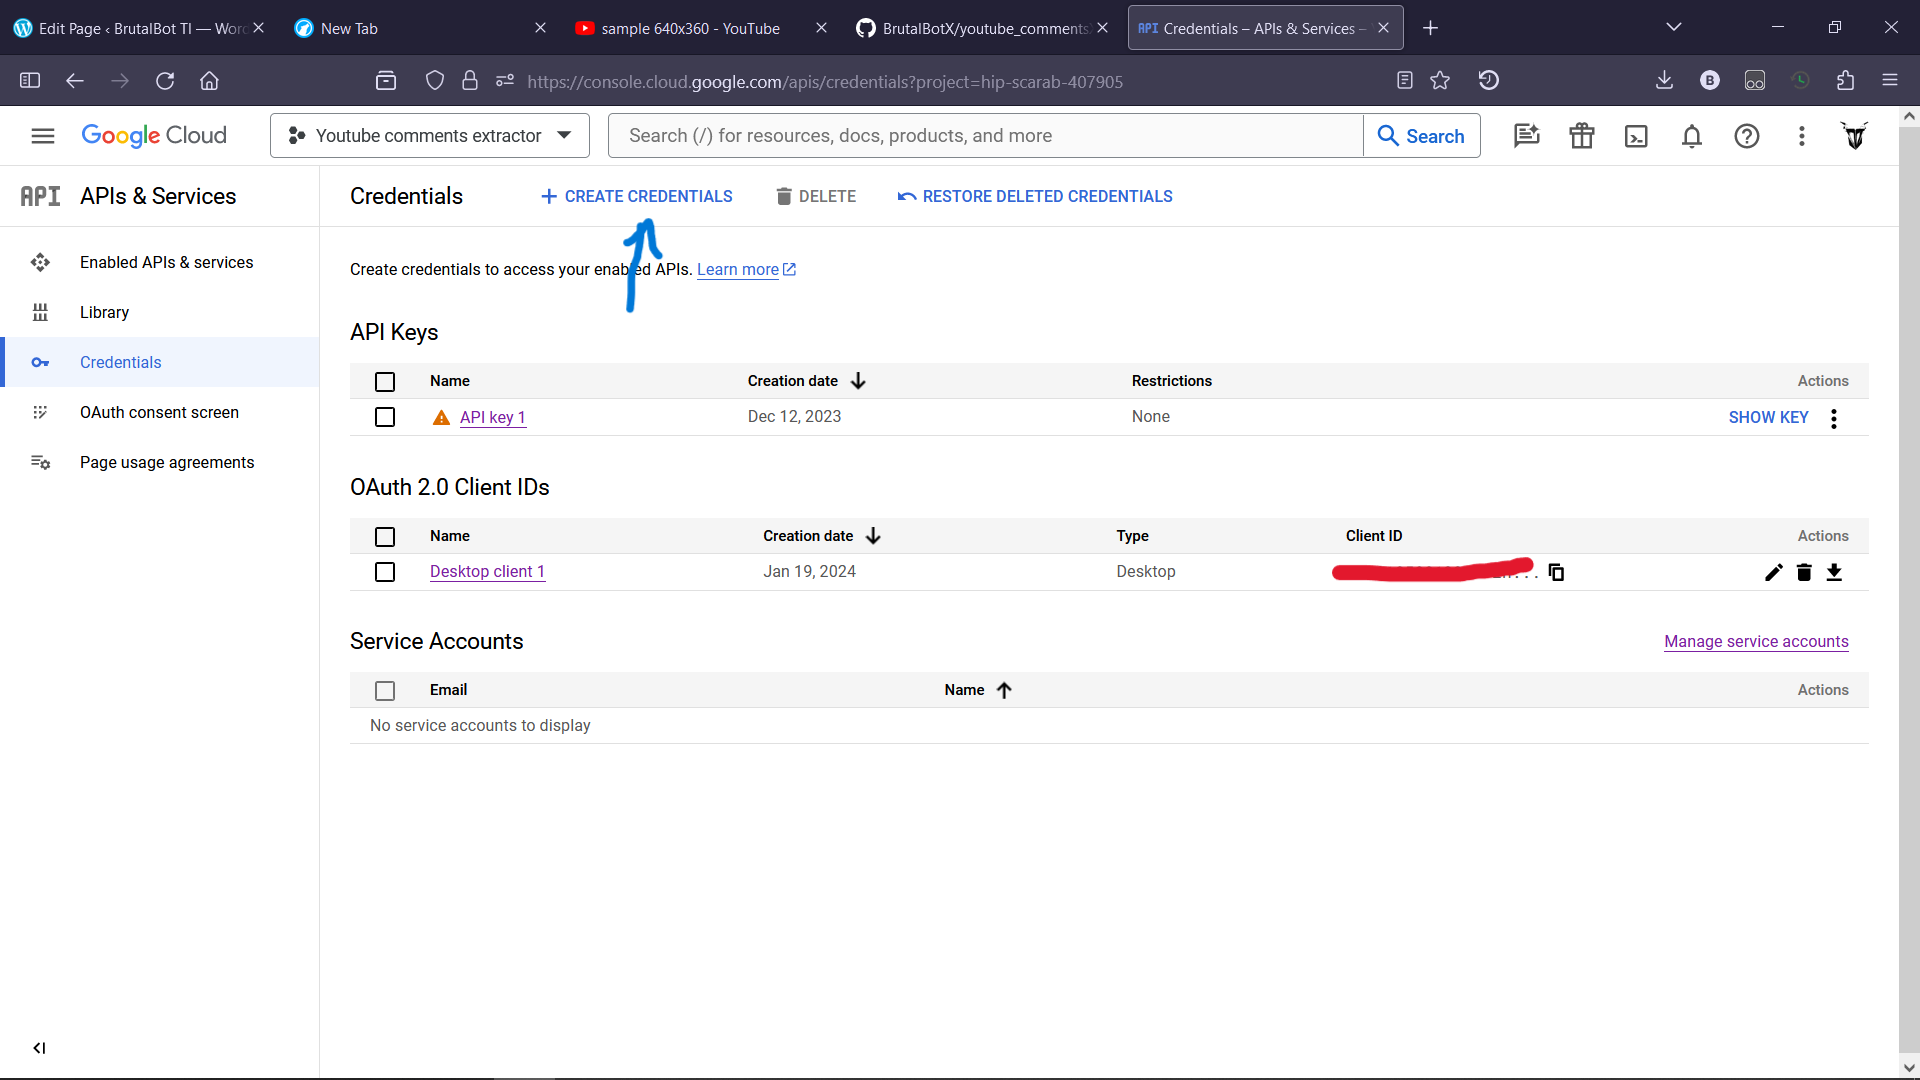 Edit Page ‹ BrutalBot TI — Wor
New Tab
sample 640x360 - YouTube
BrutalBotX/youtube_comments
API Credentials – APIs & Services –
https://console.cloud.google.com/apis/credentials?project=hip-scarab-407905
B
Google Cloud
Youtube comments extractor
Search (/) for resources, docs, products, and more
Search
API APIs & Services
Credentials
CREATE CREDENTIALS
DELETE
RESTORE DELETED CREDENTIALS
Enabled APIs & services
Library
Credentials
OAuth consent screen
Page usage agreements
Create credentials to access your enabled APIs. Learn more
API Keys
Name Creation date Restrictions Actions
API key 1 Dec 12, 2023 None SHOW KEY
OAuth 2.0 Client IDs
Name Creation date Type Client ID Actions
Desktop client 1 Jan 19, 2024 Desktop
Service Accounts
Manage service accounts
Email Name Actions
No service accounts to display